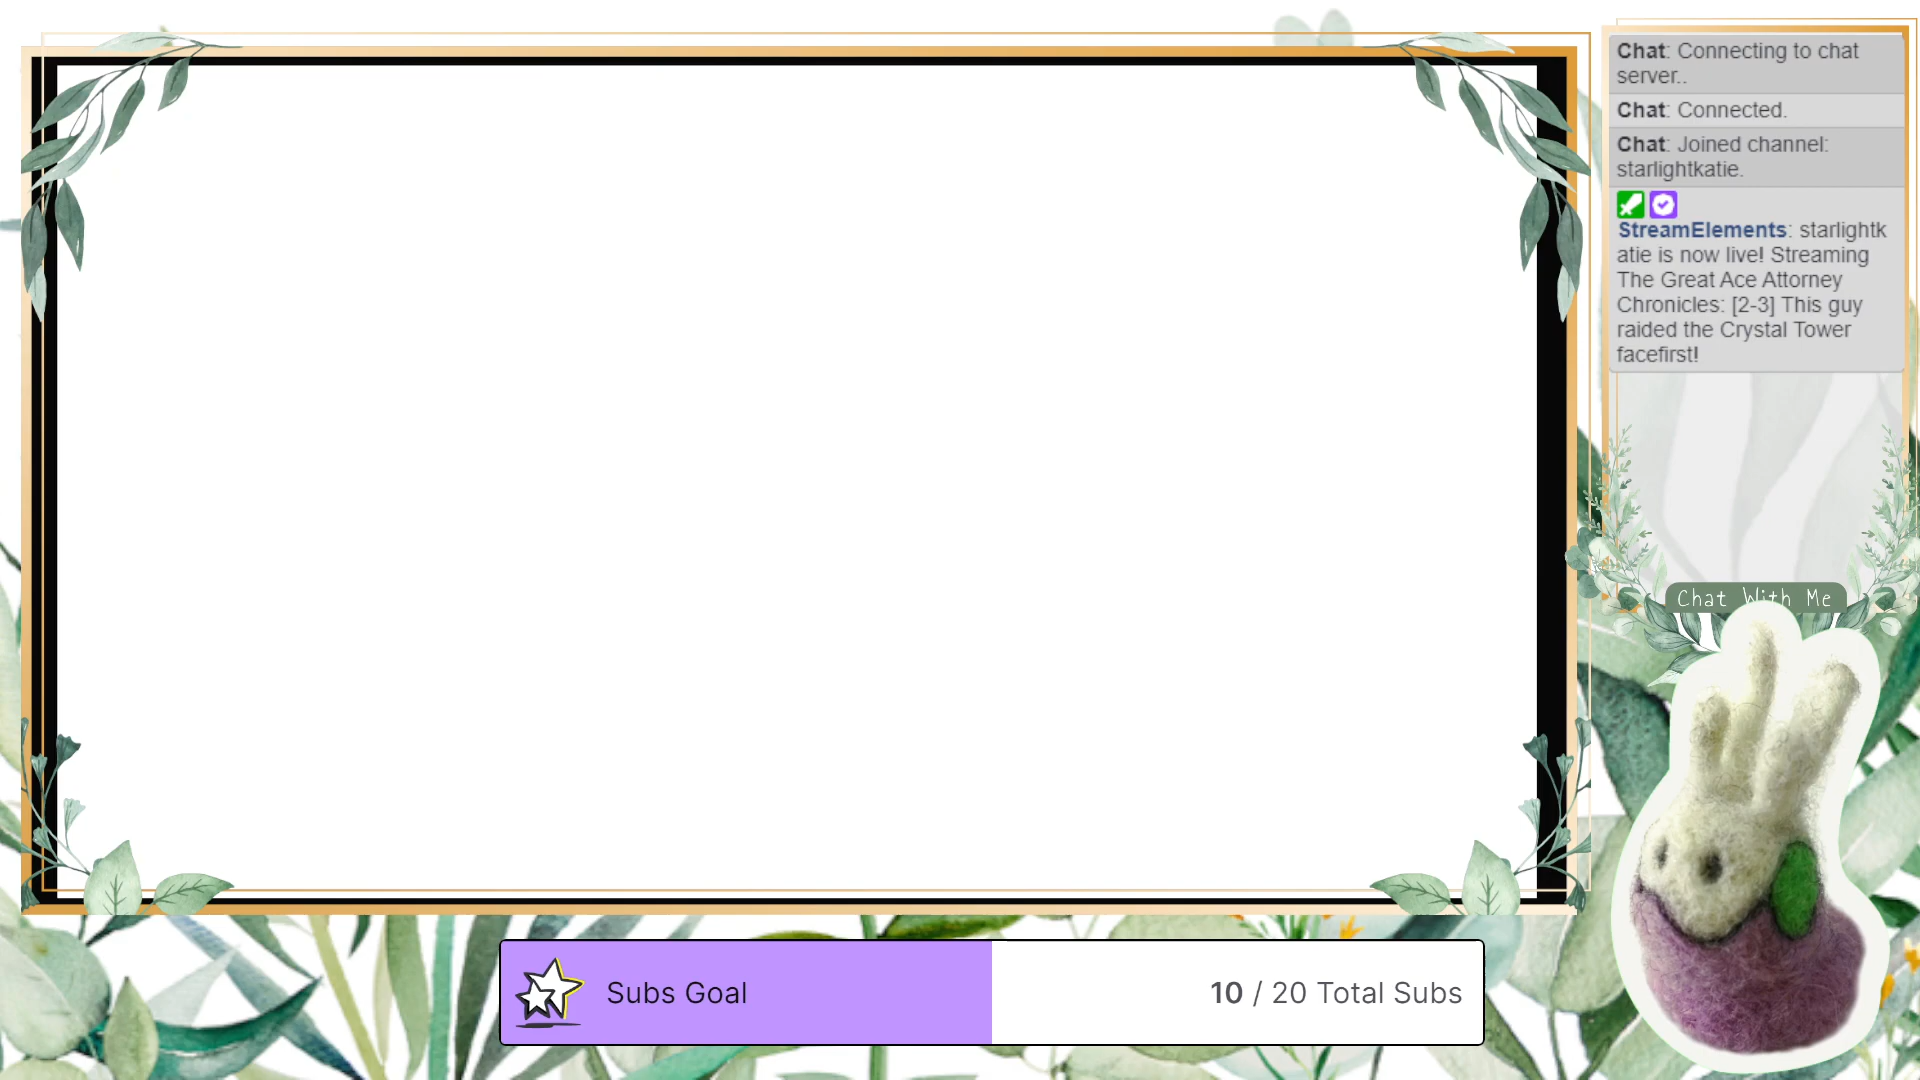 Chat: Connecting to chat
server..
Chat: Connected.
Chat: Joined channel:
starlightkatie.
StreamElements: starlightk
atie is now live! Streaming
The Great Ace Attorney
Chronicles: [2-3] This guy
raided the Crystal Tower
facefirst!
Chat With Me
Subs Goal
10 / 20 Total Subs